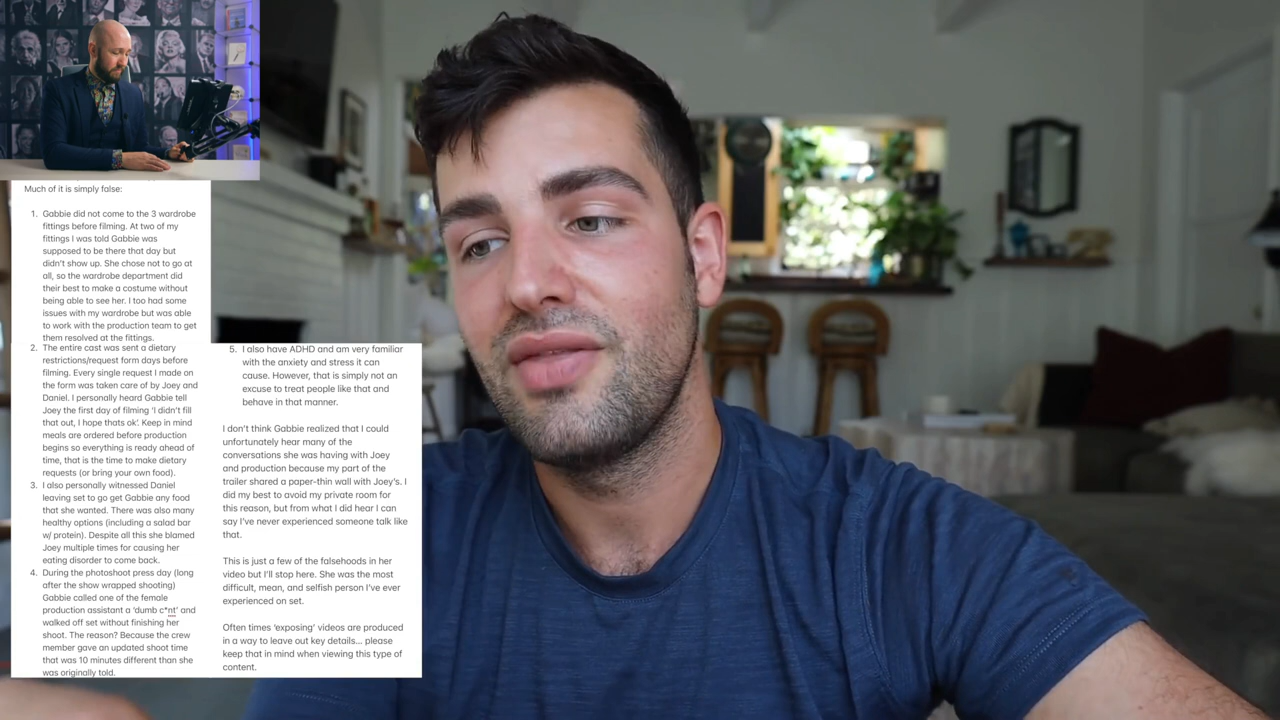 Much of it is simply false:
1. Gabbie did not come to the 3 wardrobe
fittings before filming. At two of my
fittings I was told Gabbie was
supposed to be there that day but
didn't show up. She chose not to go at
all, so the wardrobe department did
their best to make a costume without
being able to see her. I too had some
issues with my wardrobe but was able
to work with the production team to get
them resolved at the fittings.
2. The entire cast was sent a dietary
restrictions/request form days before
filming. Every single request I made on
the form was taken care of by Joey and
Daniel. I personally heard Gabbie tell
Joey the first day of filming 'I didn't fill
that out, I hope thats ok'. Keep in mind
meals are ordered before production
begins so everything is ready ahead of
time, that is the time to make dietary
requests (or bring your own food).
3. I also personally witnessed Daniel
leaving set to go get Gabbie any food
that she wanted. There was also many
healthy options (including a salad bar
w/ protein). Despite all this she blamed
Joey multiple times for causing her
eating disorder to come back.
4. During the photoshoot press day (long
after the show wrapped shooting)
Gabbie called one of the female
production assistant a 'dumb c*nt' and
walked off set without finishing her
shoot. The reason? Because the crew
member gave an updated shoot time
that was 10 minutes different than she
was originally told.
5. I also have ADHD and am very familiar
with the anxiety and stress it can
cause. However, that is simply not an
excuse to treat people like that and
behave in that manner.
I don't think Gabbie realized that I could
unfortunately hear many of the
conversations she was having with Joey
and production because my part of the
trailer shared a paper-thin wall with Joey's. I
did my best to avoid my private room for
this reason, but from what I did hear I can
say I've never experienced someone talk like
that.
This is just a few of the falsehoods in her
video but I'll stop here. She was the most
difficult, mean, and selfish person I've ever
experienced on set.
Often times 'exposing' videos are produced
in a way to leave out key details... please
keep that in mind when viewing this type of
content.